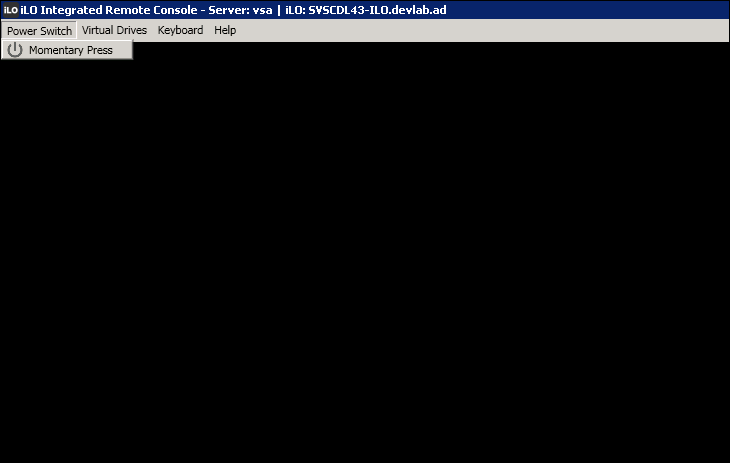 iLO iLO Integrated Remote Console - Server: vsa | iLO: SVSCDL43-ILO.devlab.ad
Power Switch Virtual Drives Keyboard Help
Momentary Press